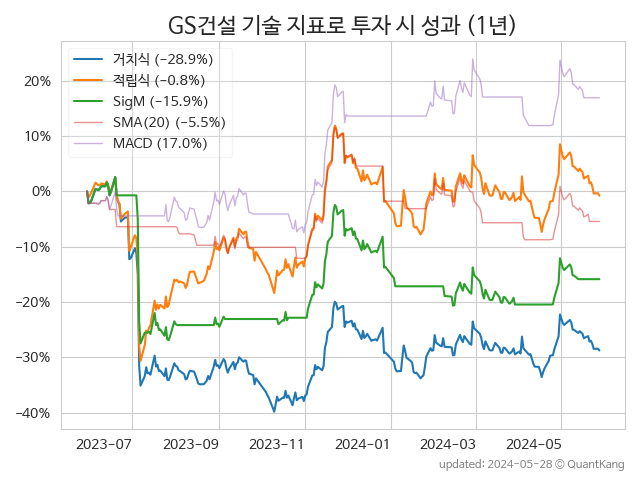 GS건설 기술 지표로 투자 시 성과 (1년)
거치식 (−28.9%)
적립식 (−0.8%)
SigM (−15.9%)
SMA(20) (−5.5%)
MACD (17.0%)
20%
10%
0%
−10%
−20%
−30%
−40%
2023-07 2023-09 2023-11 2024-01 2024-03 2024-05
updated: 2024-05-28 ⓒ QuantKang